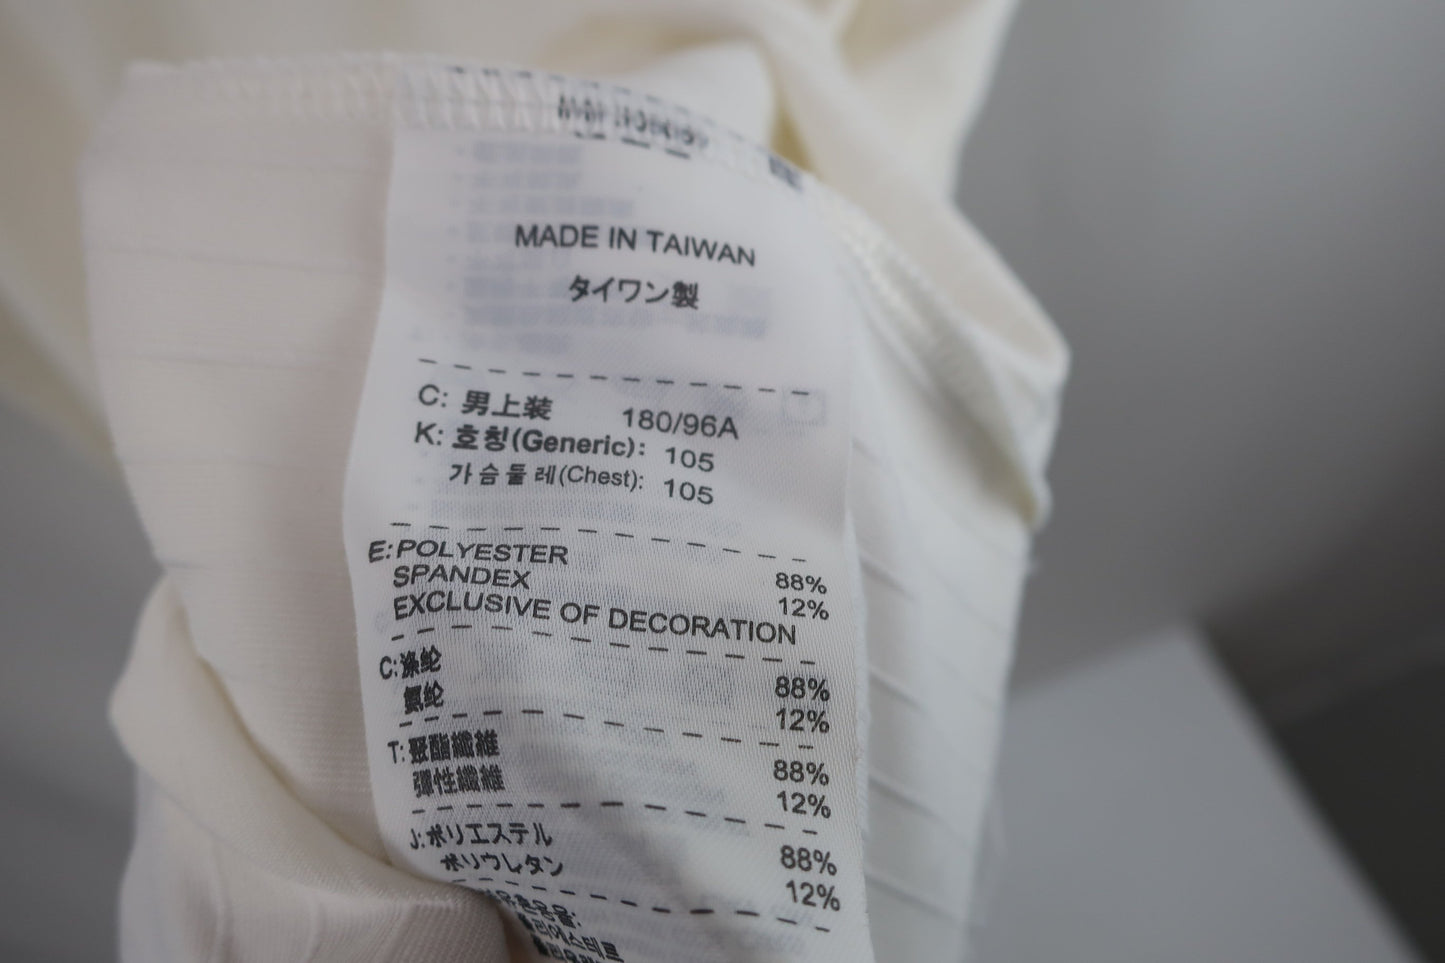 MADE IN TAIWAN
タイワン製
C: 男上装 180/96A
K: 호칭(Generic): 105
가슴둘레(Chest): 105
E: POLYESTER 88%
SPANDEX 12%
EXCLUSIVE OF DECORATION
C: 涤纶 88%
氨纶 12%
T: 聚酯纖維 88%
彈性纖維 12%
J: ポリエステル 88%
ポリウレタン 12%